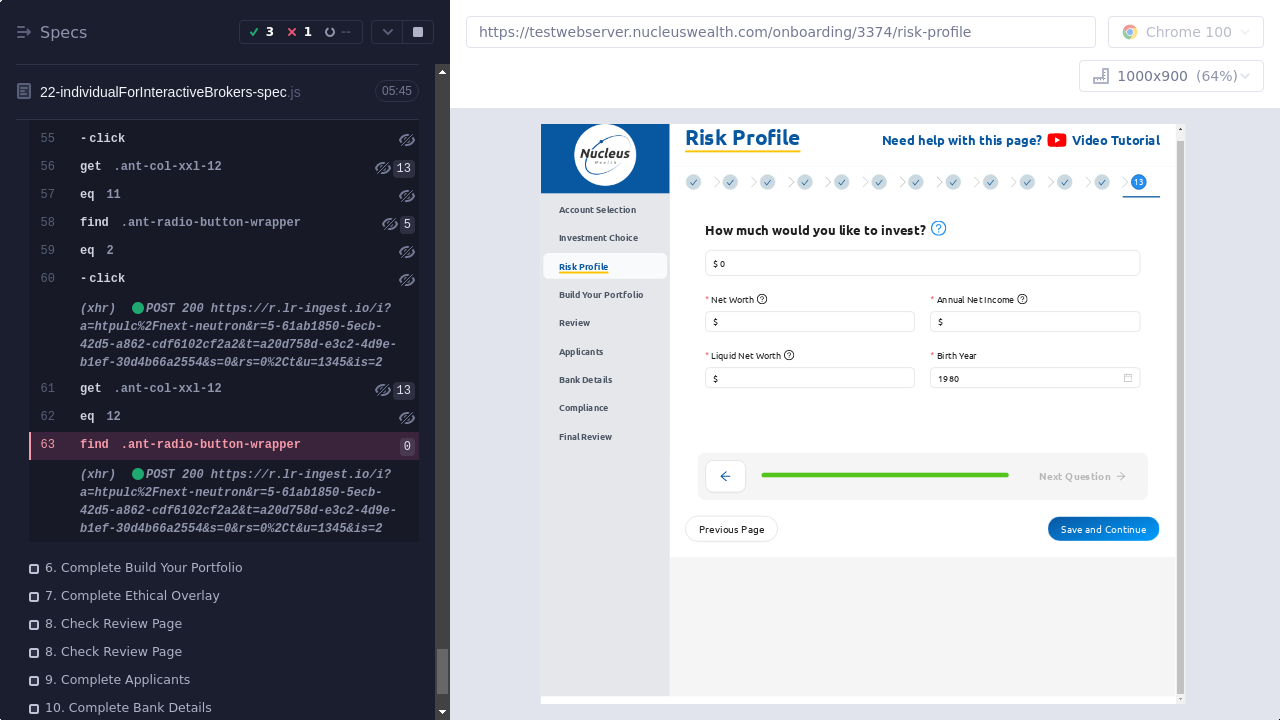 Specs
3
1
--
22-individualForInteractiveBrokers-spec.js
05:45
55 -click
56 get .ant-col-xxl-12 13
57 eq 11
58 find .ant-radio-button-wrapper 5
59 eq 2
60 -click
(xhr) POST 200 https://r.lr-ingest.io/i?
a=htpulc%2Fnext-neutron&r=5-61ab1850-5ecb-
42d5-a862-cdf6102cf2a2&t=a20d758d-e3c2-4d9e-
b1ef-30d4b66a2554&s=0&rs=0%2Ct&u=1345&is=2
61 get .ant-col-xxl-12 13
62 eq 12
63 find .ant-radio-button-wrapper 0
(xhr) POST 200 https://r.lr-ingest.io/i?
a=htpulc%2Fnext-neutron&r=5-61ab1850-5ecb-
42d5-a862-cdf6102cf2a2&t=a20d758d-e3c2-4d9e-
b1ef-30d4b66a2554&s=0&rs=0%2Ct&u=1345&is=2
6. Complete Build Your Portfolio
7. Complete Ethical Overlay
8. Check Review Page
8. Check Review Page
9. Complete Applicants
10. Complete Bank Details
https://testwebserver.nucleuswealth.com/onboarding/3374/risk-profile
Chrome 100
1000x900 (64%)
Nucleus
Wealth
Account Selection
Investment Choice
Risk Profile
Build Your Portfolio
Review
Applicants
Bank Details
Compliance
Final Review
Risk Profile
Need help with this page? Video Tutorial
13
How much would you like to invest?
$ 0
* Net Worth
* Annual Net Income
$
$
* Liquid Net Worth
* Birth Year
$
1980
Next Question
Previous Page
Save and Continue